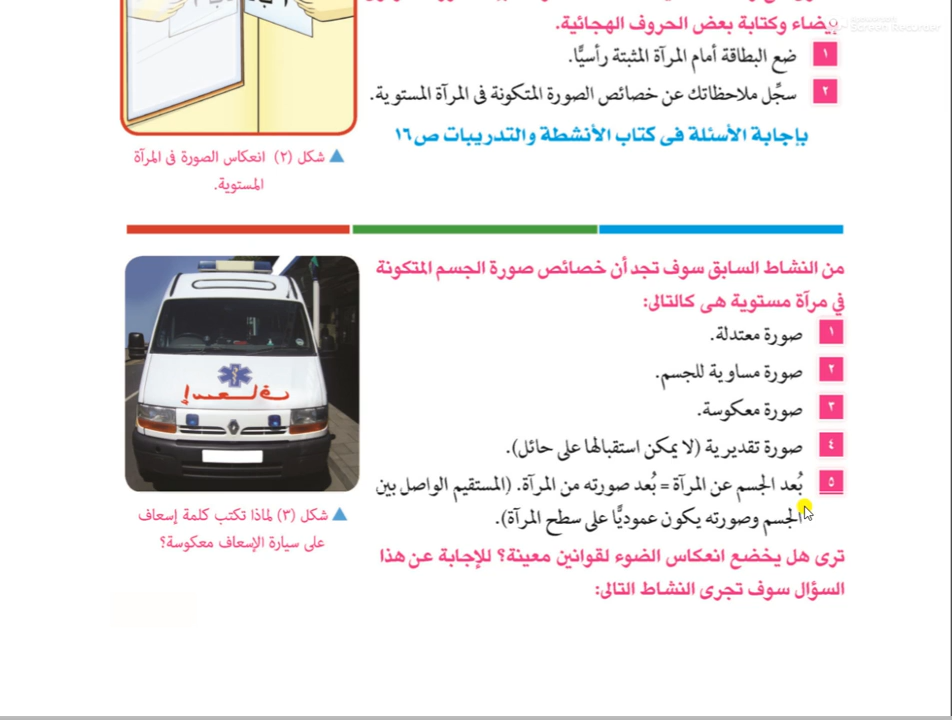 بيضاء وكتابة بعض الحروف الهجائية.
١ ضع البطاقة أمام المرآة المثبتة رأسيًّا.
٢ سجِّل ملاحظاتك عن خصائص الصورة المتكونة فى المرآة المستوية.
بإجابة الأسئلة فى كتاب الأنشطة والتدريبات ص١٦
شكل (٢) انعكاس الصورة فى المرآة
المستوية.
من النشاط السابق سوف تجد أن خصائص صورة الجسم المتكونة
في مرآة مستوية هى كالتالى:
١ صورة معتدلة.
٢ صورة مساوية للجسم.
٣ صورة معكوسة.
٤ صورة تقديرية (لا يمكن استقبالها على حائل).
٥ بُعد الجسم عن المرآة = بُعد صورته من المرآة. (المستقيم الواصل بين
الجسم وصورته يكون عموديًّا على سطح المرآة).
شكل (٣) لماذا تكتب كلمة إسعاف
على سيارة الإسعاف معكوسة؟
ترى هل يخضع انعكاس الضوء لقوانين معينة؟ للإجابة عن هذا
السؤال سوف تجرى النشاط التالى:
Screen Recorder